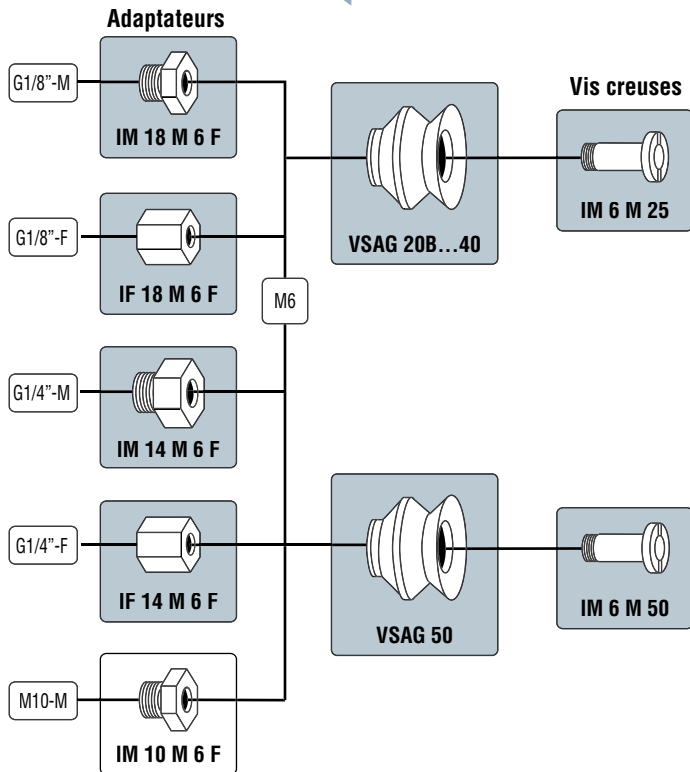 Adaptateurs
G1/8”-M
IM 18 M 6 F
Vis creuses
VSAG 20B...40
IM 6 M 25
G1/8”-F
IF 18 M 6 F
M6
G1/4”-M
IM 14 M 6 F
G1/4”-F
IF 14 M 6 F
VSAG 50
IM 6 M 50
M10-M
IM 10 M 6 F